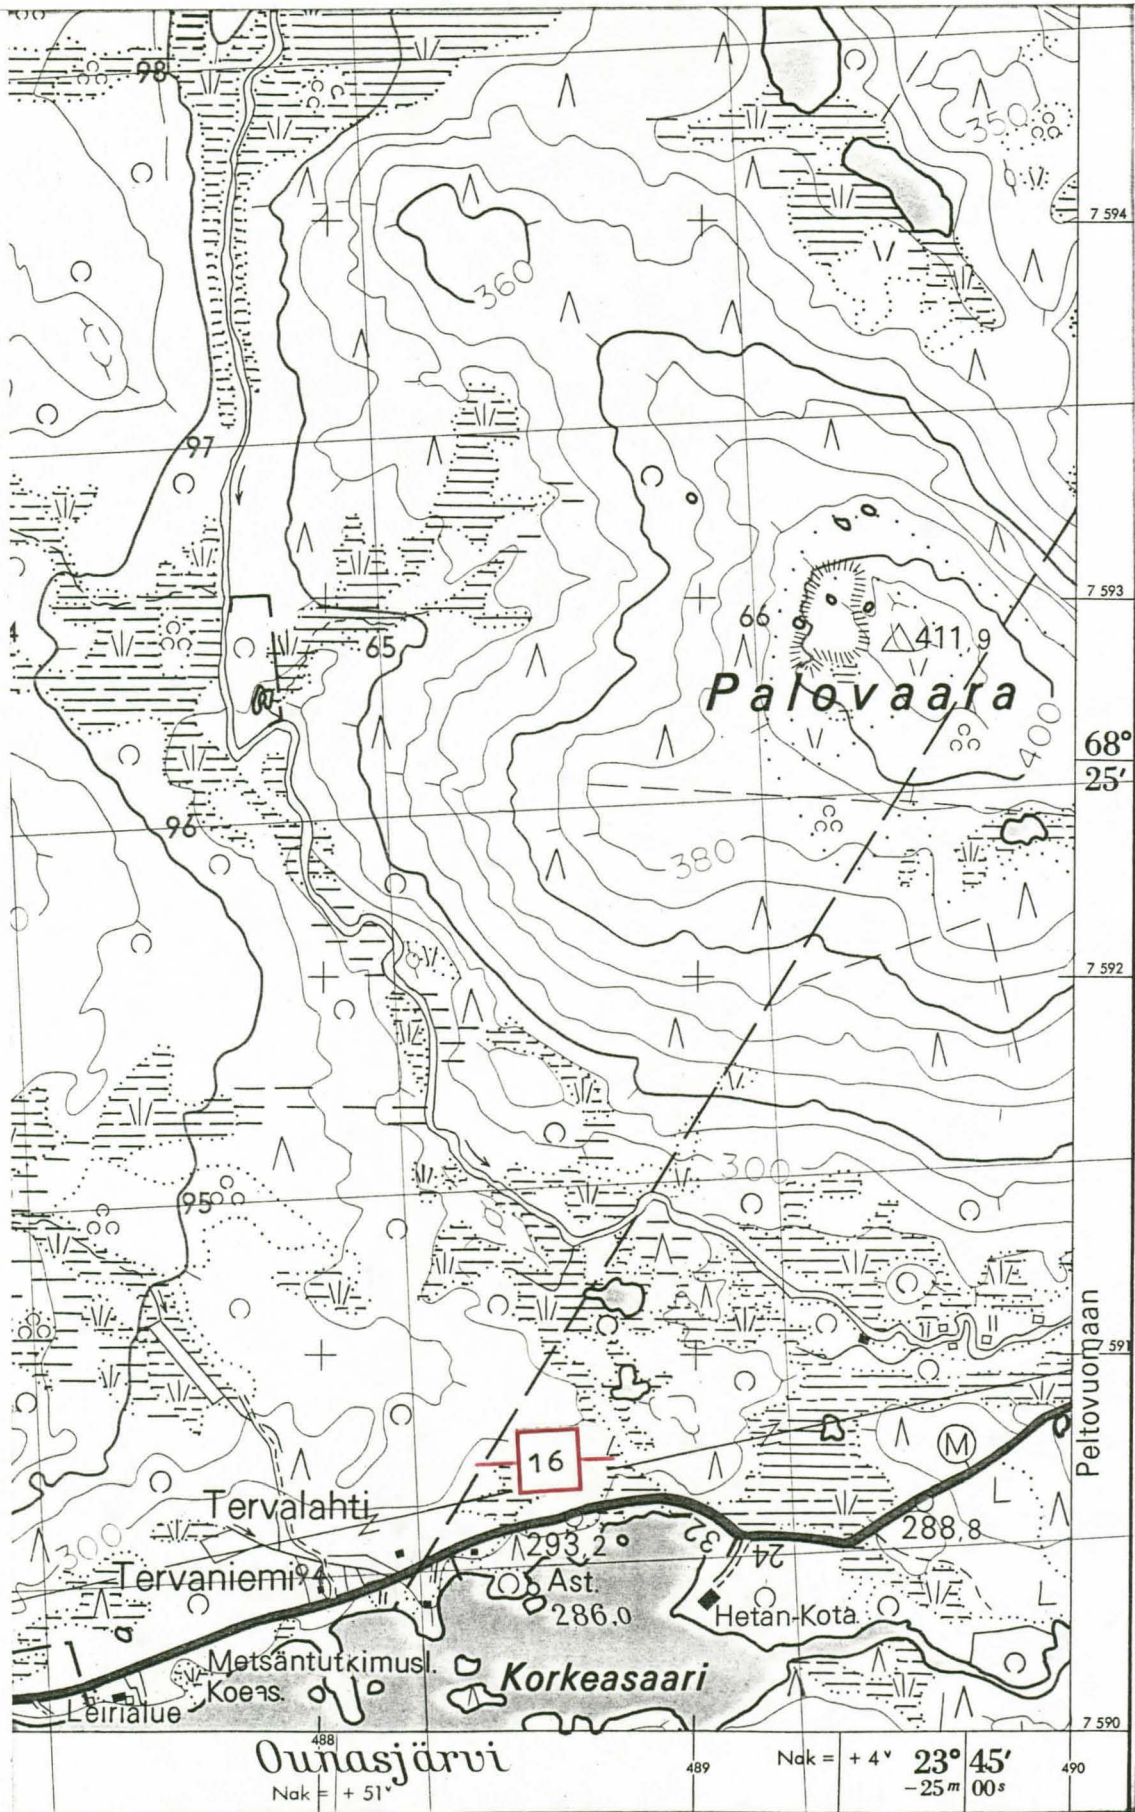 98
350
7 594
360
97
7 593
66
411,9
65
Palovaara
400
68°
25'
96
380
7 592
300
95
Peltovuomaan
7 591
16
M
L
Tervalahti
Z
293,2
32
24
288,8
300
Tervaniemi
94
Ast.
286,0
Hetan-Kota
L
Metsäntutkimusl.
Koeas.
Korkeasaari
Leirialue
7 590
488
Ounasjärvi
489
Nak = + 4ᵛ
23° 45'
490
Nak = + 51ᵛ
-25ᵐ 00ˢ